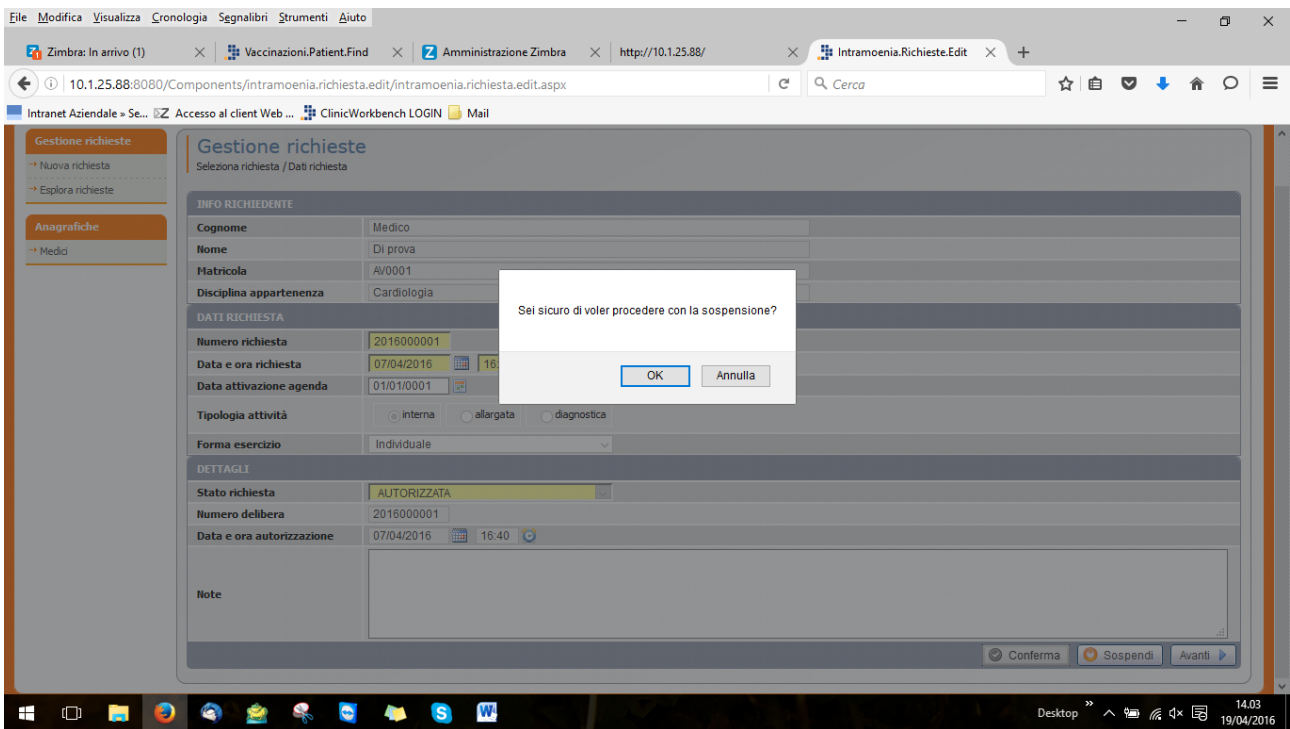 File Modifica Visualizza Cronologia Segnalibri Strumenti Aiuto
Zimbra: In arrivo (1) Vaccinazioni.Patient.Find Amministrazione Zimbra http://10.1.25.88/ Intramoenia.Richieste.Edit
10.1.25.88:8080/Components/intramoenia.richiesta.edit/intramoenia.richiesta.edit.aspx Cerca
Intranet Aziendale » Se... Accesso al client Web ... ClinicWorkbench LOGIN Mail
Gestione richieste
Nuova richiesta
Esplora richieste
Anagrafiche
Medici
Gestione richieste
Seleziona richiesta / Dati richiesta
INFO RICHIEDENTE
Cognome Medico
Nome Di prova
Matricola AV0001
Disciplina appartenenza Cardiologia
DATI RICHIESTA
Numero richiesta 2016000001
Data e ora richiesta 07/04/2016 16:
Data attivazione agenda 01/01/0001
Tipologia attività interna allargata diagnostica
Forma esercizio Individuale
DETTAGLI
Stato richiesta AUTORIZZATA
Numero delibera 2016000001
Data e ora autorizzazione 07/04/2016 16:40
Note
Conferma Sospendi Avanti
Sei sicuro di voler procedere con la sospensione?
OK Annulla
Desktop 14.03
19/04/2016